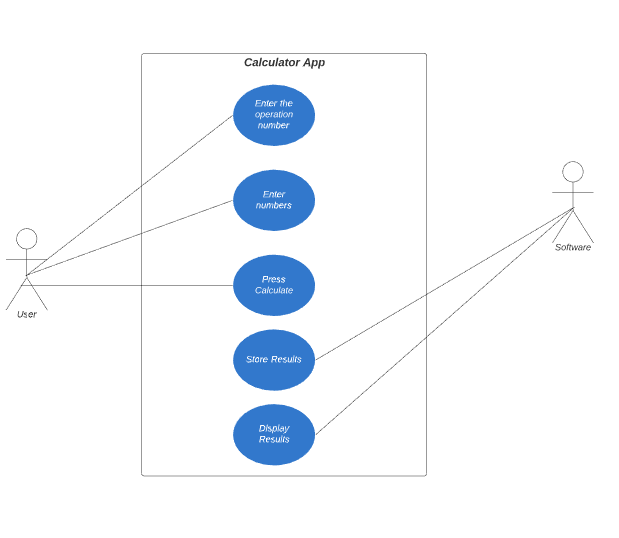 Calculator App
Enter the
operation
number
Enter
numbers
Press
Calculate
Store Results
Display
Results
User
Software